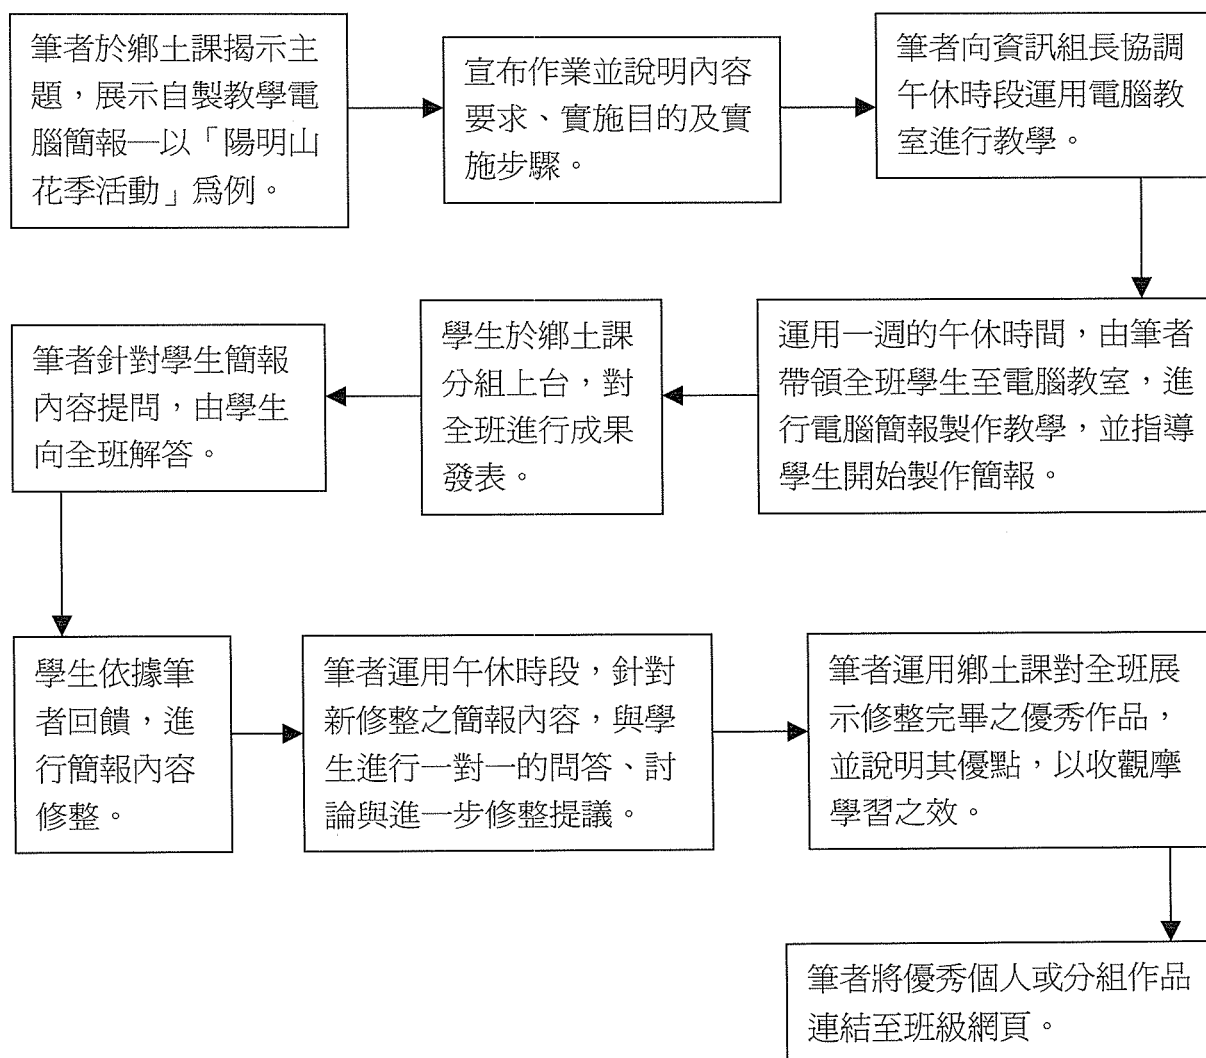 筆者於鄉土課揭示主
題，展示自製教學電
腦簡報─以「陽明山
花季活動」爲例。
宣布作業並說明內容
要求、實施目的及實
施步驟。
筆者向資訊組長協調
午休時段運用電腦教
室進行教學。
運用一週的午休時間，由筆者
帶領全班學生至電腦教室，進
行電腦簡報製作教學，並指導
學生開始製作簡報。
學生於鄉土課
分組上台，對
全班進行成果
發表。
筆者針對學生簡報
內容提問，由學生
向全班解答。
學生依據筆
者回饋，進
行簡報內容
修整。
筆者運用午休時段，針對
新修整之簡報內容，與學
生進行一對一的問答、討
論與進一步修整提議。
筆者運用鄉土課對全班展
示修整完畢之優秀作品，
並說明其優點，以收觀摩
學習之效。
筆者將優秀個人或分組作品
連結至班級網頁。